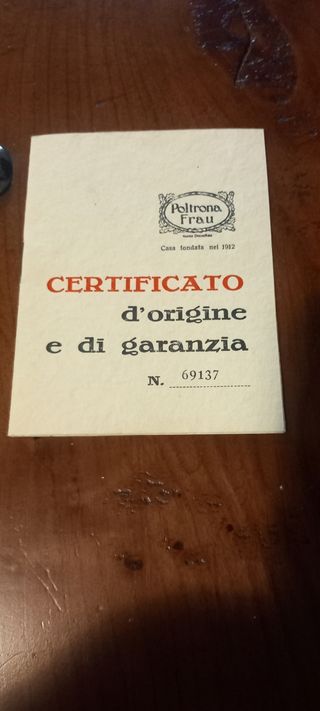 Poltrona
Frau
Casa fondata nel 1912
CERTIFICATO
d'origine
e di garanzia
N. 69137